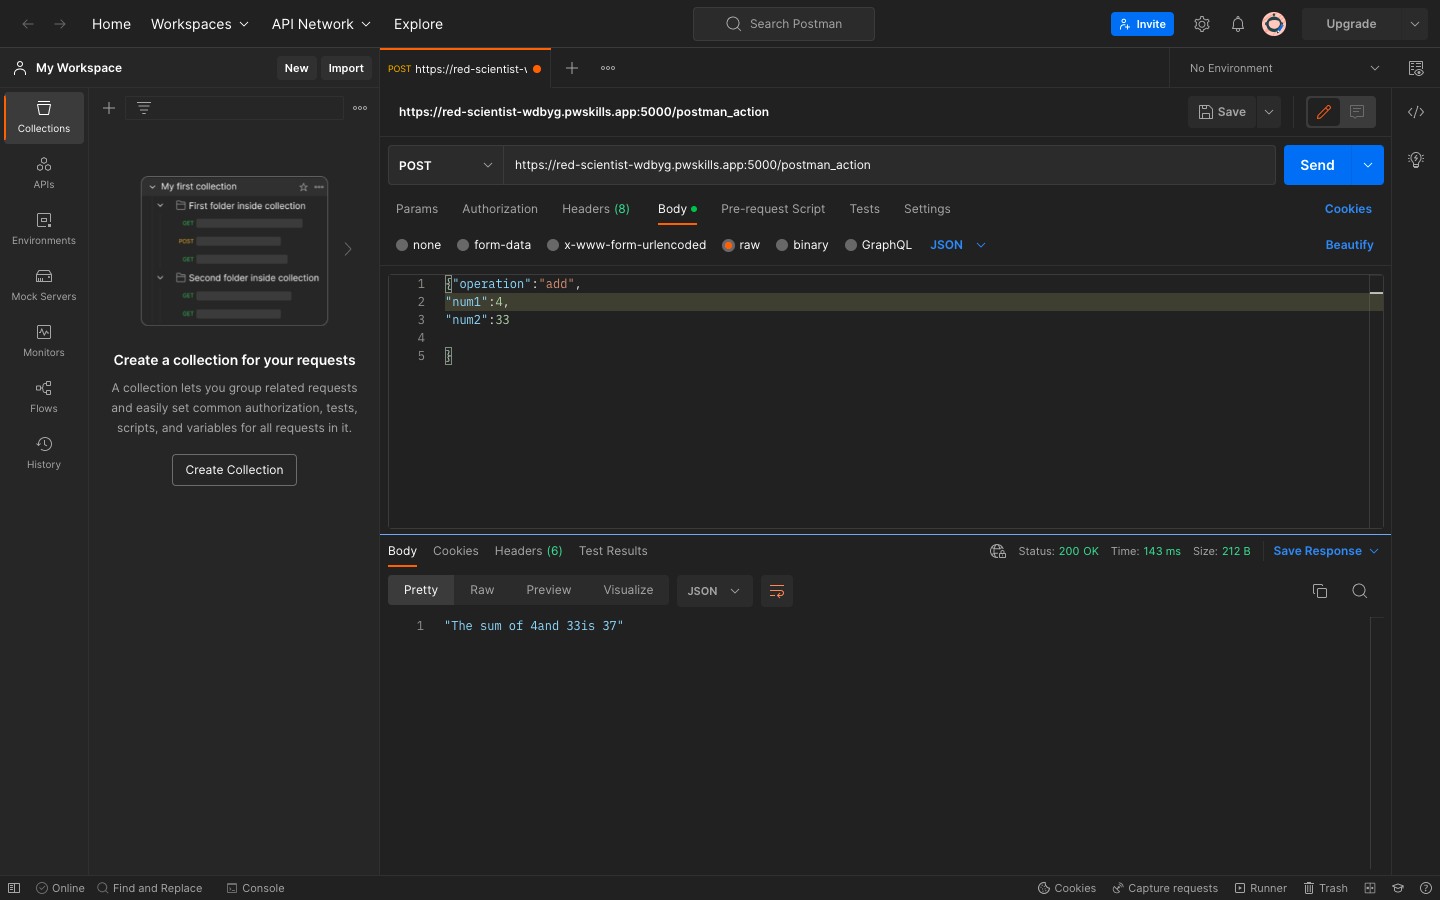 Home
Workspaces
API Network
Explore
Search Postman
Invite
Upgrade
My Workspace
New
Import
POST https://red-scientist-v
No Environment
Collections
APIs
Environments
Mock Servers
Monitors
Flows
History
My first collection
First folder inside collection
GET
POST
GET
Second folder inside collection
GET
GET
Create a collection for your requests
A collection lets you group related requests
and easily set common authorization, tests,
scripts, and variables for all requests in it.
Create Collection
https://red-scientist-wdbyg.pwskills.app:5000/postman_action
Save
POST
https://red-scientist-wdbyg.pwskills.app:5000/postman_action
Send
Params Authorization Headers (8) Body Pre-request Script Tests Settings
Cookies
none form-data x-www-form-urlencoded raw binary GraphQL JSON
Beautify
1 {"operation":"add",
2 "num1":4,
3 "num2":33
4
5 }
Body Cookies Headers (6) Test Results
Status: 200 OK Time: 143 ms Size: 212 B
Save Response
Pretty Raw Preview Visualize JSON
1 "The sum of 4and 33is 37"
Online
Find and Replace
Console
Cookies
Capture requests
Runner
Trash